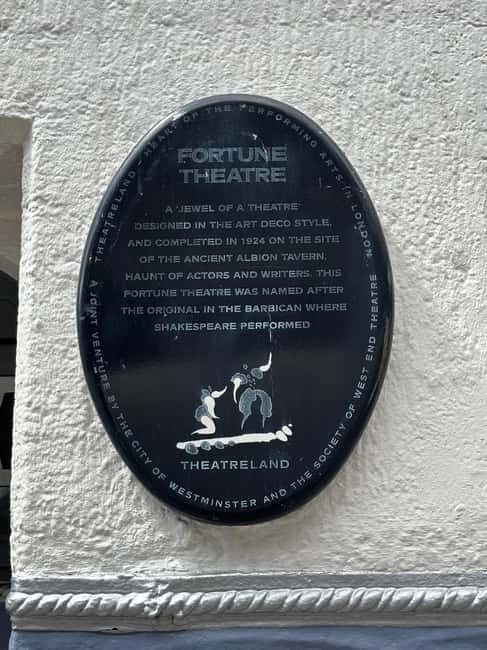 THEATRELAND · HEART OF THE PERFORMING ARTS IN LONDON
FORTUNE
THEATRE
A 'JEWEL OF A THEATRE'
DESIGNED IN THE ART DECO STYLE,
AND COMPLETED IN 1924 ON THE SITE
OF THE ANCIENT ALBION TAVERN,
HAUNT OF ACTORS AND WRITERS. THIS
FORTUNE THEATRE WAS NAMED AFTER
THE ORIGINAL IN THE BARBICAN WHERE
SHAKESPEARE PERFORMED
THEATRELAND
A JOINT VENTURE BY THE CITY OF WESTMINSTER AND THE SOCIETY OF WEST END THEATRE